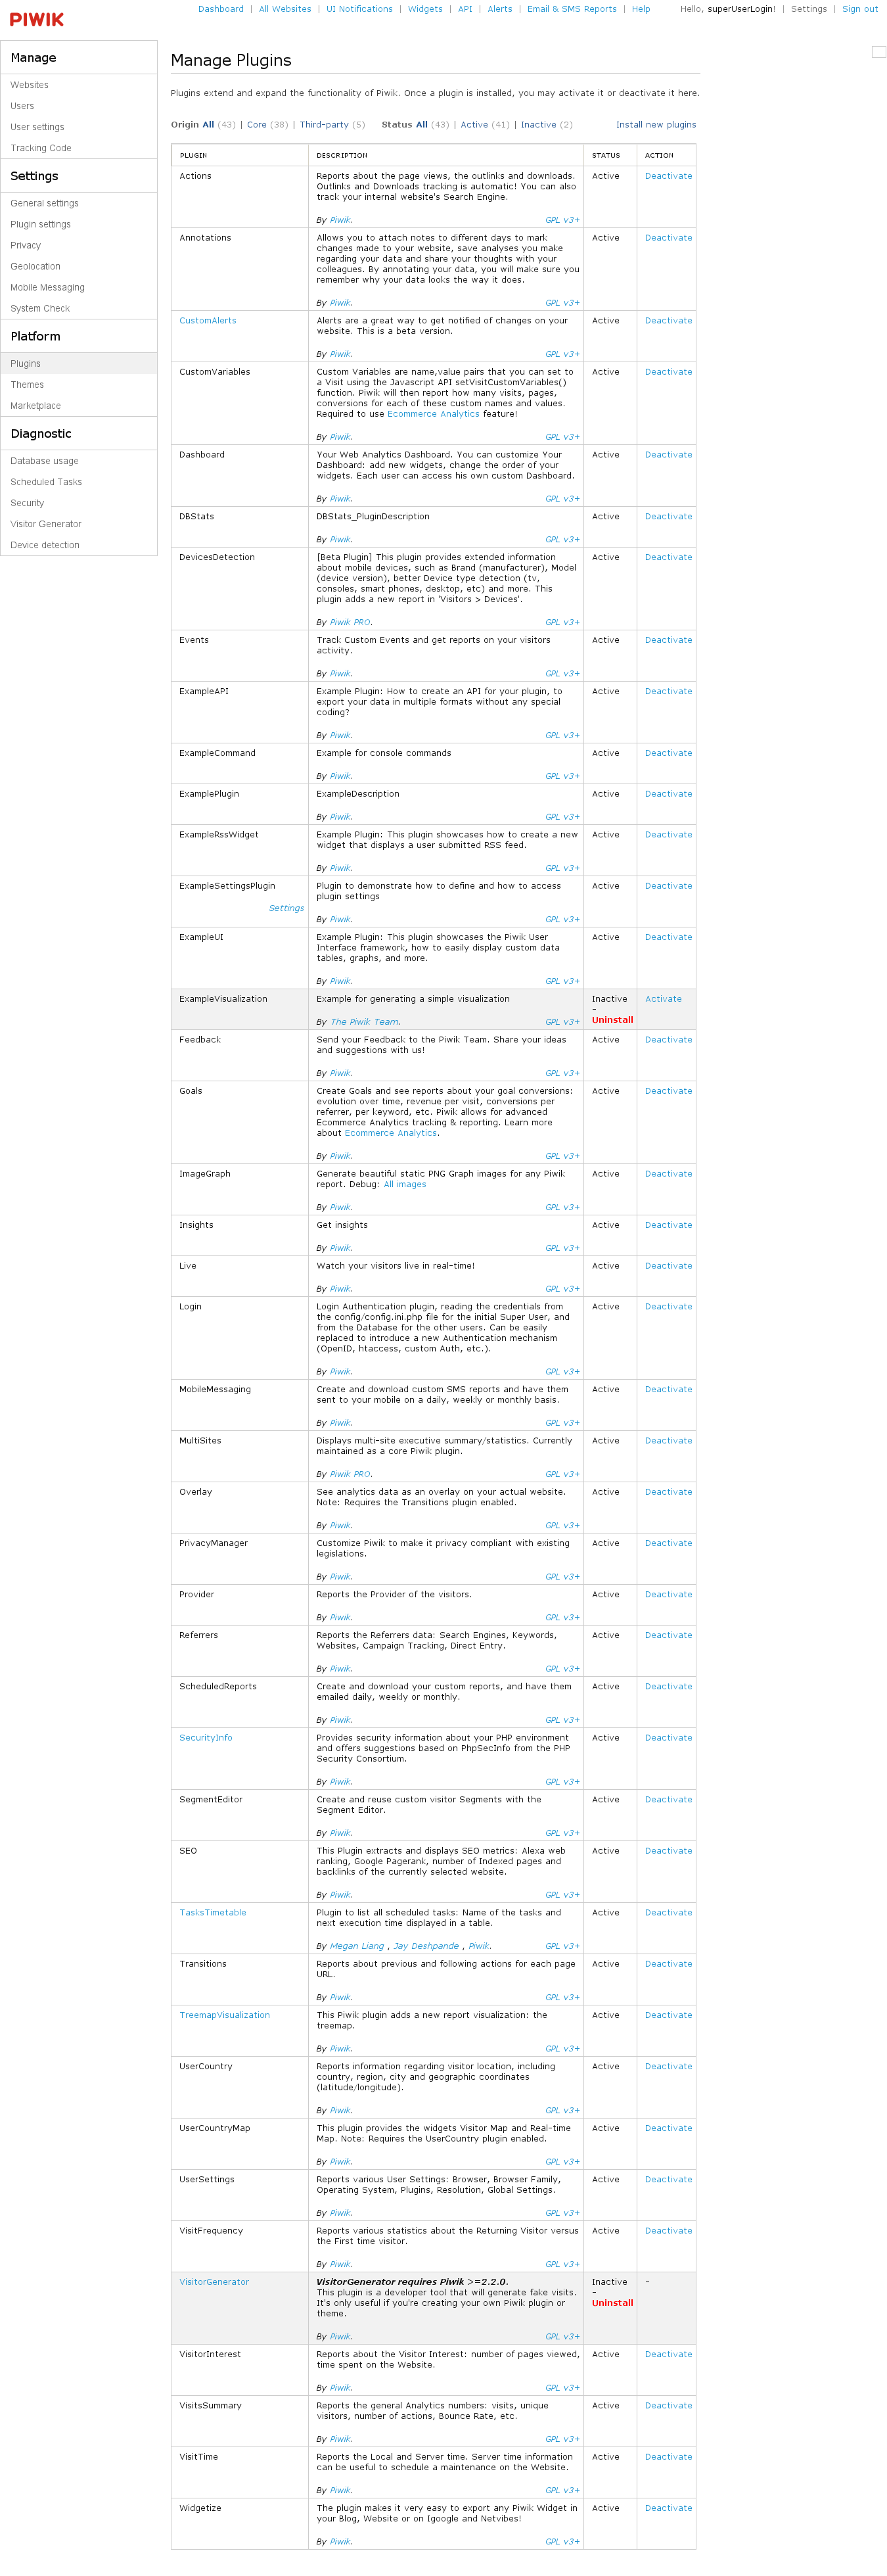 PIWIK
Dashboard | All Websites | UI Notifications | Widgets | API | Alerts | Email & SMS Reports | Help
Hello, superUserLogin! | Settings | Sign out
Manage
Websites
Users
User settings
Tracking Code
Settings
General settings
Plugin settings
Privacy
Geolocation
Mobile Messaging
System Check
Platform
Plugins
Themes
Marketplace
Diagnostic
Database usage
Scheduled Tasks
Security
Visitor Generator
Device detection
Manage Plugins
Plugins extend and expand the functionality of Piwik. Once a plugin is installed, you may activate it or deactivate it here.
Origin All (43) | Core (38) | Third-party (5) Status All (43) | Active (41) | Inactive (2) Install new plugins
PLUGIN DESCRIPTION STATUS ACTION
Actions Reports about the page views, the outlinks and downloads. Active Deactivate
Outlinks and Downloads tracking is automatic! You can also
track your internal website's Search Engine.
By Piwik. GPL v3+
Annotations Allows you to attach notes to different days to mark Active Deactivate
changes made to your website, save analyses you make
regarding your data and share your thoughts with your
colleagues. By annotating your data, you will make sure you
remember why your data looks the way it does.
By Piwik. GPL v3+
CustomAlerts Alerts are a great way to get notified of changes on your Active Deactivate
website. This is a beta version.
By Piwik. GPL v3+
CustomVariables Custom Variables are name,value pairs that you can set to Active Deactivate
a Visit using the Javascript API setVisitCustomVariables()
function. Piwik will then report how many visits, pages,
conversions for each of these custom names and values.
Required to use Ecommerce Analytics feature!
By Piwik. GPL v3+
Dashboard Your Web Analytics Dashboard. You can customize Your Active Deactivate
Dashboard: add new widgets, change the order of your
widgets. Each user can access his own custom Dashboard.
By Piwik. GPL v3+
DBStats DBStats_PluginDescription Active Deactivate
By Piwik. GPL v3+
DevicesDetection [Beta Plugin] This plugin provides extended information Active Deactivate
about mobile devices, such as Brand (manufacturer), Model
(device version), better Device type detection (tv,
consoles, smart phones, desktop, etc) and more. This
plugin adds a new report in 'Visitors > Devices'.
By Piwik PRO. GPL v3+
Events Track Custom Events and get reports on your visitors Active Deactivate
activity.
By Piwik. GPL v3+
ExampleAPI Example Plugin: How to create an API for your plugin, to Active Deactivate
export your data in multiple formats without any special
coding?
By Piwik. GPL v3+
ExampleCommand Example for console commands Active Deactivate
By Piwik. GPL v3+
ExamplePlugin ExampleDescription Active Deactivate
By Piwik. GPL v3+
ExampleRssWidget Example Plugin: This plugin showcases how to create a new Active Deactivate
widget that displays a user submitted RSS feed.
By Piwik. GPL v3+
ExampleSettingsPlugin Plugin to demonstrate how to define and how to access Active Deactivate
plugin settings
Settings
By Piwik. GPL v3+
ExampleUI Example Plugin: This plugin showcases the Piwik User Active Deactivate
Interface framework, how to easily display custom data
tables, graphs, and more.
By Piwik. GPL v3+
ExampleVisualization Example for generating a simple visualization Inactive Activate
-
By The Piwik Team. GPL v3+ Uninstall
Feedback Send your Feedback to the Piwik Team. Share your ideas Active Deactivate
and suggestions with us!
By Piwik. GPL v3+
Goals Create Goals and see reports about your goal conversions: Active Deactivate
evolution over time, revenue per visit, conversions per
referrer, per keyword, etc. Piwik allows for advanced
Ecommerce Analytics tracking & reporting. Learn more
about Ecommerce Analytics.
By Piwik. GPL v3+
ImageGraph Generate beautiful static PNG Graph images for any Piwik Active Deactivate
report. Debug: All images
By Piwik. GPL v3+
Insights Get insights Active Deactivate
By Piwik. GPL v3+
Live Watch your visitors live in real-time! Active Deactivate
By Piwik. GPL v3+
Login Login Authentication plugin, reading the credentials from Active Deactivate
the config/config.ini.php file for the initial Super User, and
from the Database for the other users. Can be easily
replaced to introduce a new Authentication mechanism
(OpenID, htaccess, custom Auth, etc.).
By Piwik. GPL v3+
MobileMessaging Create and download custom SMS reports and have them Active Deactivate
sent to your mobile on a daily, weekly or monthly basis.
By Piwik. GPL v3+
MultiSites Displays multi-site executive summary/statistics. Currently Active Deactivate
maintained as a core Piwik plugin.
By Piwik PRO. GPL v3+
Overlay See analytics data as an overlay on your actual website. Active Deactivate
Note: Requires the Transitions plugin enabled.
By Piwik. GPL v3+
PrivacyManager Customize Piwik to make it privacy compliant with existing Active Deactivate
legislations.
By Piwik. GPL v3+
Provider Reports the Provider of the visitors. Active Deactivate
By Piwik. GPL v3+
Referrers Reports the Referrers data: Search Engines, Keywords, Active Deactivate
Websites, Campaign Tracking, Direct Entry.
By Piwik. GPL v3+
ScheduledReports Create and download your custom reports, and have them Active Deactivate
emailed daily, weekly or monthly.
By Piwik. GPL v3+
SecurityInfo Provides security information about your PHP environment Active Deactivate
and offers suggestions based on PhpSecInfo from the PHP
Security Consortium.
By Piwik. GPL v3+
SegmentEditor Create and reuse custom visitor Segments with the Active Deactivate
Segment Editor.
By Piwik. GPL v3+
SEO This Plugin extracts and displays SEO metrics: Alexa web Active Deactivate
ranking, Google Pagerank, number of Indexed pages and
backlinks of the currently selected website.
By Piwik. GPL v3+
TasksTimetable Plugin to list all scheduled tasks: Name of the tasks and Active Deactivate
next execution time displayed in a table.
By Megan Liang , Jay Deshpande , Piwik. GPL v3+
Transitions Reports about previous and following actions for each page Active Deactivate
URL.
By Piwik. GPL v3+
TreemapVisualization This Piwik plugin adds a new report visualization: the Active Deactivate
treemap.
By Piwik. GPL v3+
UserCountry Reports information regarding visitor location, including Active Deactivate
country, region, city and geographic coordinates
(latitude/longitude).
By Piwik. GPL v3+
UserCountryMap This plugin provides the widgets Visitor Map and Real-time Active Deactivate
Map. Note: Requires the UserCountry plugin enabled.
By Piwik. GPL v3+
UserSettings Reports various User Settings: Browser, Browser Family, Active Deactivate
Operating System, Plugins, Resolution, Global Settings.
By Piwik. GPL v3+
VisitFrequency Reports various statistics about the Returning Visitor versus Active Deactivate
the First time visitor.
By Piwik. GPL v3+
VisitorGenerator VisitorGenerator requires Piwik >=2.2.0. Inactive -
This plugin is a developer tool that will generate fake visits. -
It's only useful if you're creating your own Piwik plugin or Uninstall
theme.
By Piwik. GPL v3+
VisitorInterest Reports about the Visitor Interest: number of pages viewed, Active Deactivate
time spent on the Website.
By Piwik. GPL v3+
VisitsSummary Reports the general Analytics numbers: visits, unique Active Deactivate
visitors, number of actions, Bounce Rate, etc.
By Piwik. GPL v3+
VisitTime Reports the Local and Server time. Server time information Active Deactivate
can be useful to schedule a maintenance on the Website.
By Piwik. GPL v3+
Widgetize The plugin makes it very easy to export any Piwik Widget in Active Deactivate
your Blog, Website or on Igoogle and Netvibes!
By Piwik. GPL v3+